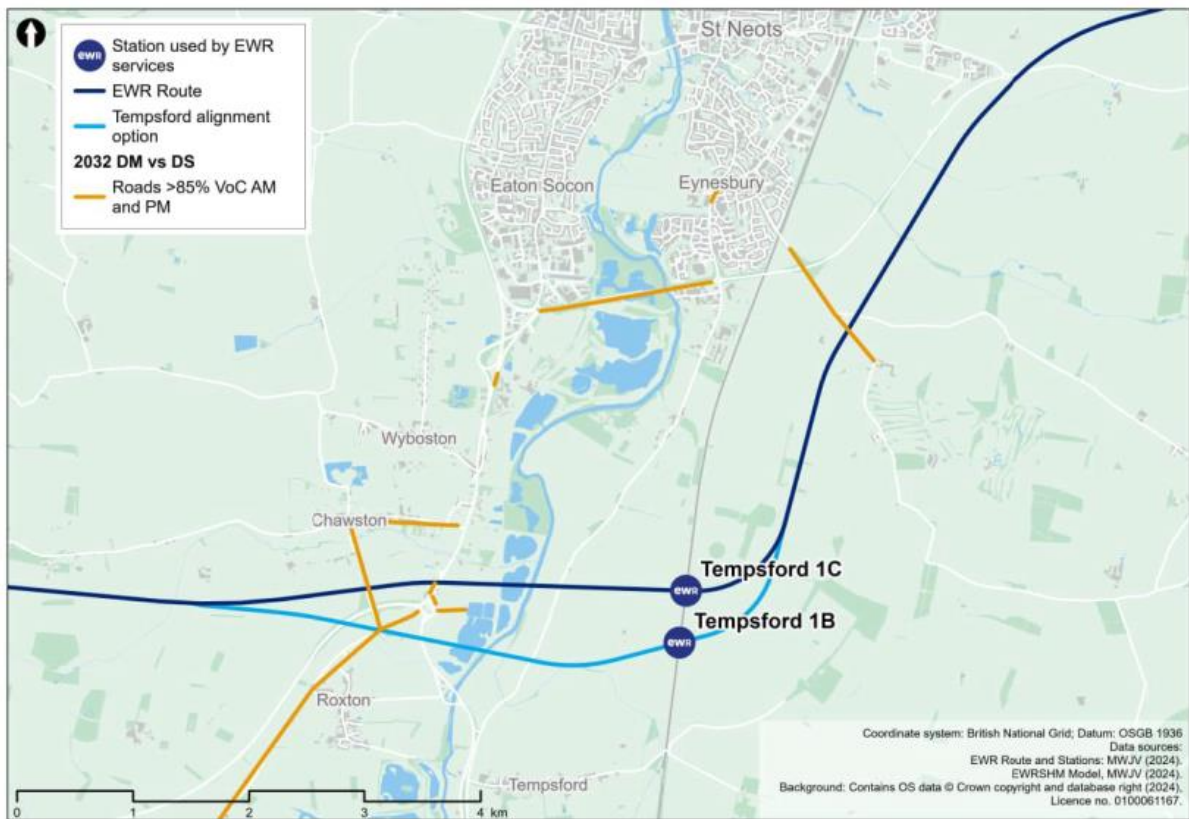 St Neots
ewr
Station used by EWR
services
EWR Route
Tempsford alignment
option
2032 DM vs DS
Roads >85% VoC AM
and PM
Eaton Socon
Eynesbury
Wyboston
Chawston
Tempsford 1C
ewr
Tempsford 1B
ewr
Roxton
Tempsford
0 1 2 3 4 km
Coordinate system: British National Grid; Datum: OSGB 1936
Data sources:
EWR Route and Stations: MWJV (2024).
EWRSHM Model, MWJV (2024).
Background: Contains OS data © Crown copyright and database right (2024),
Licence no. 0100061167.